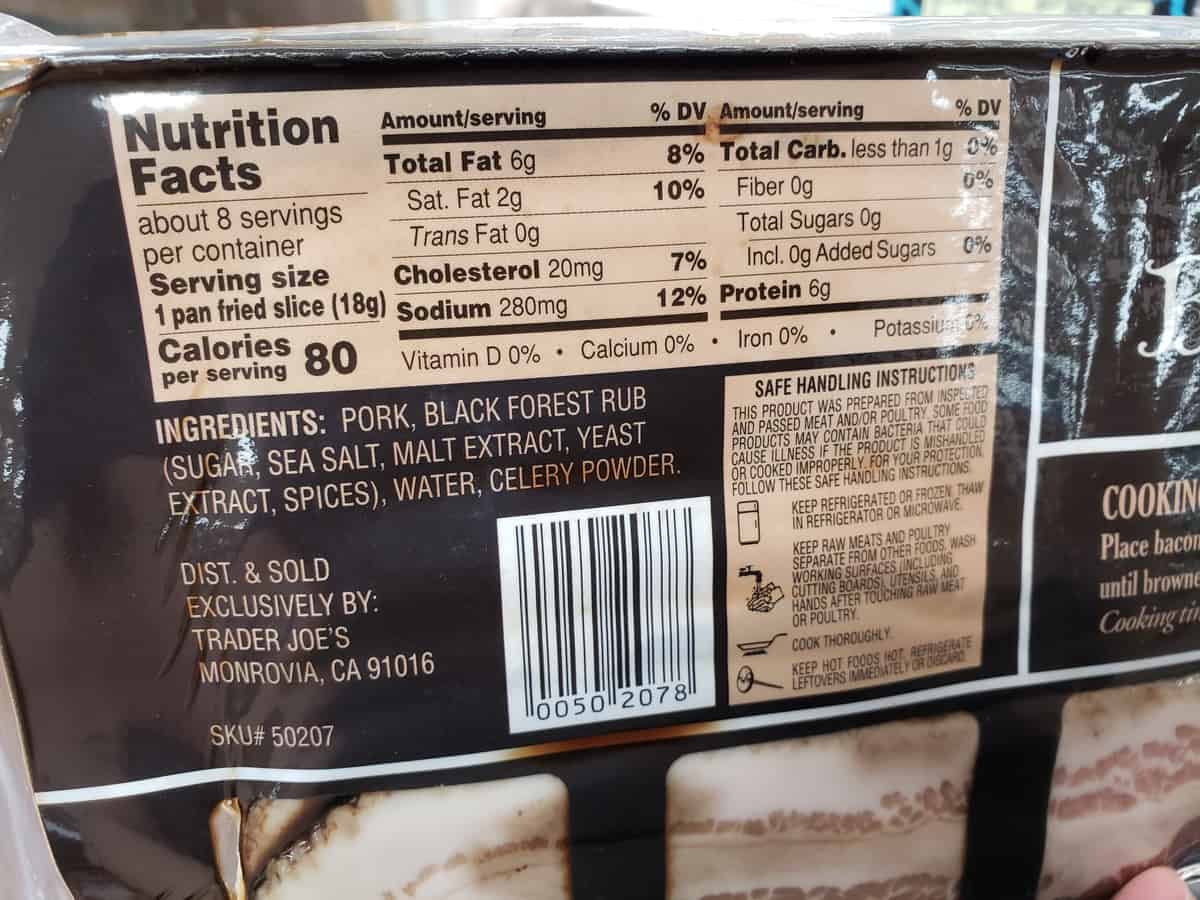 Nutrition
Facts
about 8 servings
per container
Serving size
1 pan fried slice (18g)
Calories
per serving 80
Amount/serving % DV
Total Fat 6g 8%
Sat. Fat 2g 10%
Trans Fat 0g
Cholesterol 20mg 7%
Sodium 280mg 12%
Amount/serving % DV
Total Carb. less than 1g 0%
Fiber 0g 0%
Total Sugars 0g
Incl. 0g Added Sugars 0%
Protein 6g
Vitamin D 0% • Calcium 0% • Iron 0% • Potassium 0%
INGREDIENTS: PORK, BLACK FOREST RUB
(SUGAR, SEA SALT, MALT EXTRACT, YEAST
EXTRACT, SPICES), WATER, CELERY POWDER.
DIST. & SOLD
EXCLUSIVELY BY:
TRADER JOE'S
MONROVIA, CA 91016
SKU# 50207
0050 2078
SAFE HANDLING INSTRUCTIONS
THIS PRODUCT WAS PREPARED FROM INSPECTED
AND PASSED MEAT AND/OR POULTRY. SOME FOOD
PRODUCTS MAY CONTAIN BACTERIA THAT COULD
CAUSE ILLNESS IF THE PRODUCT IS MISHANDLED
OR COOKED IMPROPERLY. FOR YOUR PROTECTION,
FOLLOW THESE SAFE HANDLING INSTRUCTIONS.
KEEP REFRIGERATED OR FROZEN. THAW
IN REFRIGERATOR OR MICROWAVE.
KEEP RAW MEATS AND POULTRY
SEPARATE FROM OTHER FOODS. WASH
WORKING SURFACES (INCLUDING
CUTTING BOARDS), UTENSILS, AND
HANDS AFTER TOUCHING RAW MEAT
OR POULTRY.
COOK THOROUGHLY.
KEEP HOT FOODS HOT. REFRIGERATE
LEFTOVERS IMMEDIATELY OR DISCARD.
COOKIN
Place bacon
until browne
Cooking ti